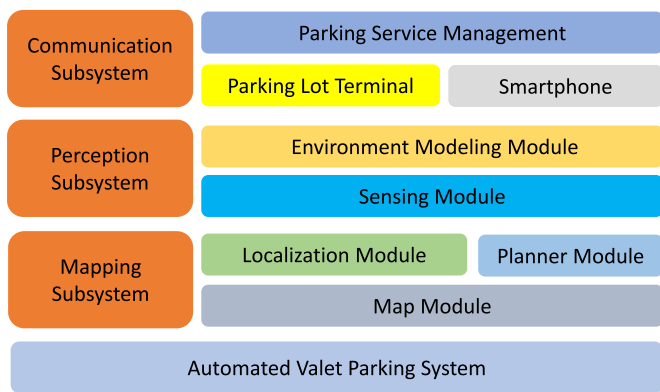 Communication
Subsystem
Parking Service Management
Parking Lot Terminal
Smartphone
Perception
Subsystem
Environment Modeling Module
Sensing Module
Mapping
Subsystem
Localization Module
Planner Module
Map Module
Automated Valet Parking System